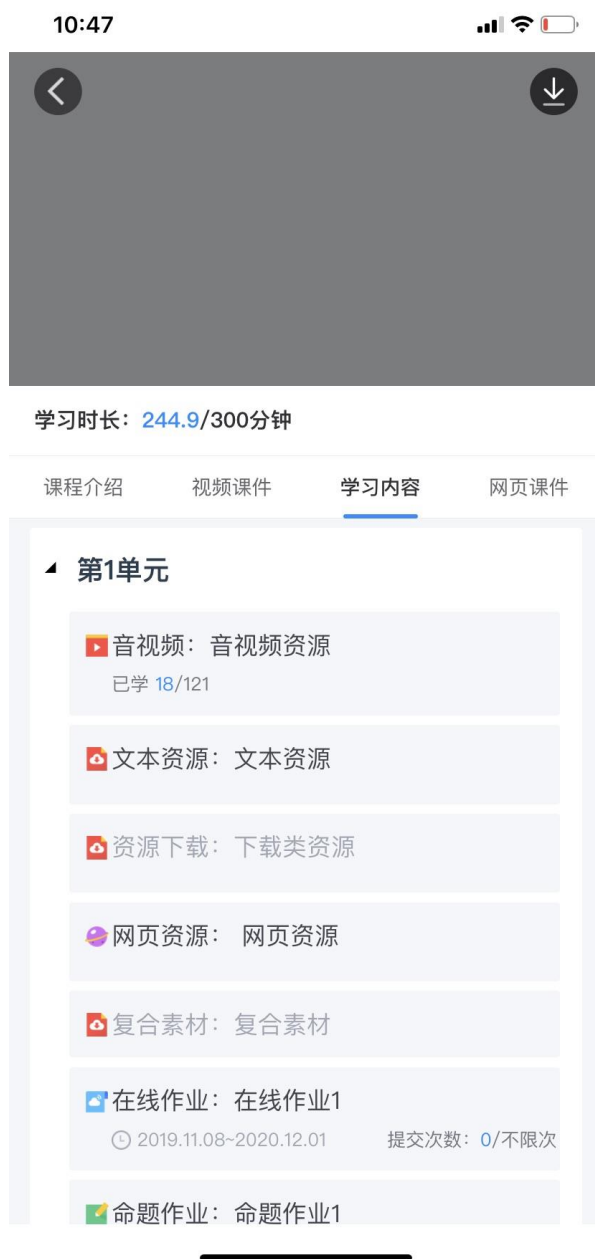 10:47
学习时长：244.9/300分钟
课程介绍 视频课件 学习内容 网页课件
第1单元
音视频：音视频资源
已学 18/121
文本资源：文本资源
资源下载：下载类资源
网页资源： 网页资源
复合素材：复合素材
在线作业：在线作业1
2019.11.08~2020.12.01 提交次数：0/不限次
命题作业：命题作业1